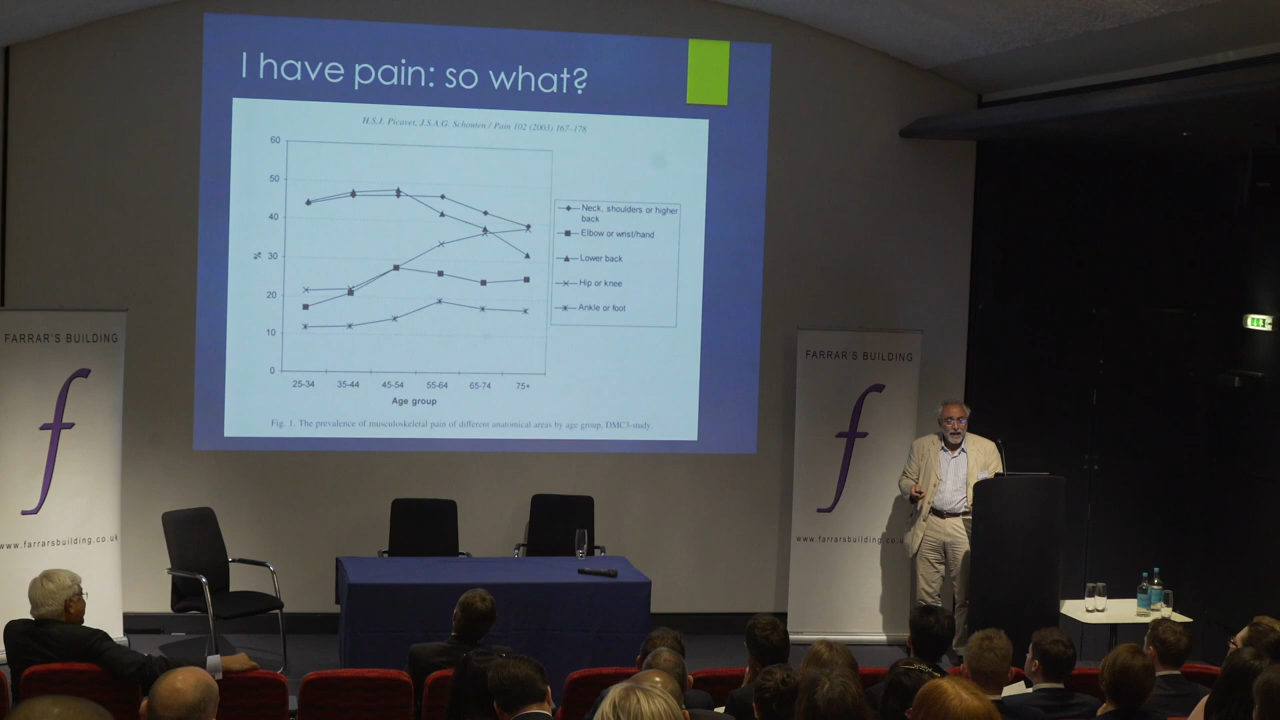 I have pain: so what?
H.S.J. Picavet, J.S.A.G. Schouten / Pain 102 (2003) 167–178
60
50
40
30
20
10
0
%
25-34 35-44 45-54 55-64 65-74 75+
Age group
Neck, shoulders or higher
back
Elbow or wrist/hand
Lower back
Hip or knee
Ankle or foot
Fig. 1. The prevalence of musculoskeletal pain of different anatomical areas by age group, DMC3-study.
FARRAR'S BUILDING
f
www.farrarsbuilding.co.uk
FARRAR'S BUILDING
f
www.farrarsbuilding.co.u